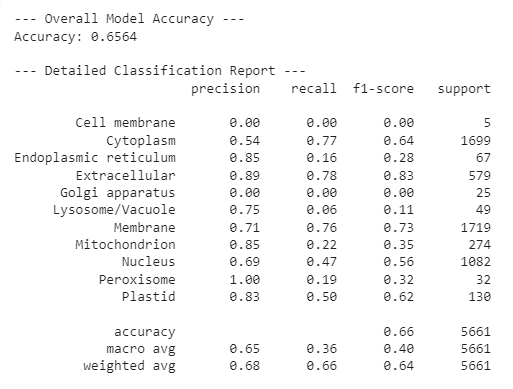 --- Overall Model Accuracy ---
Accuracy: 0.6564
--- Detailed Classification Report ---
precision recall f1-score support
Cell membrane 0.00 0.00 0.00 5
Cytoplasm 0.54 0.77 0.64 1699
Endoplasmic reticulum 0.85 0.16 0.28 67
Extracellular 0.89 0.78 0.83 579
Golgi apparatus 0.00 0.00 0.00 25
Lysosome/Vacuole 0.75 0.06 0.11 49
Membrane 0.71 0.76 0.73 1719
Mitochondrion 0.85 0.22 0.35 274
Nucleus 0.69 0.47 0.56 1082
Peroxisome 1.00 0.19 0.32 32
Plastid 0.83 0.50 0.62 130
accuracy 0.66 5661
macro avg 0.65 0.36 0.40 5661
weighted avg 0.68 0.66 0.64 5661